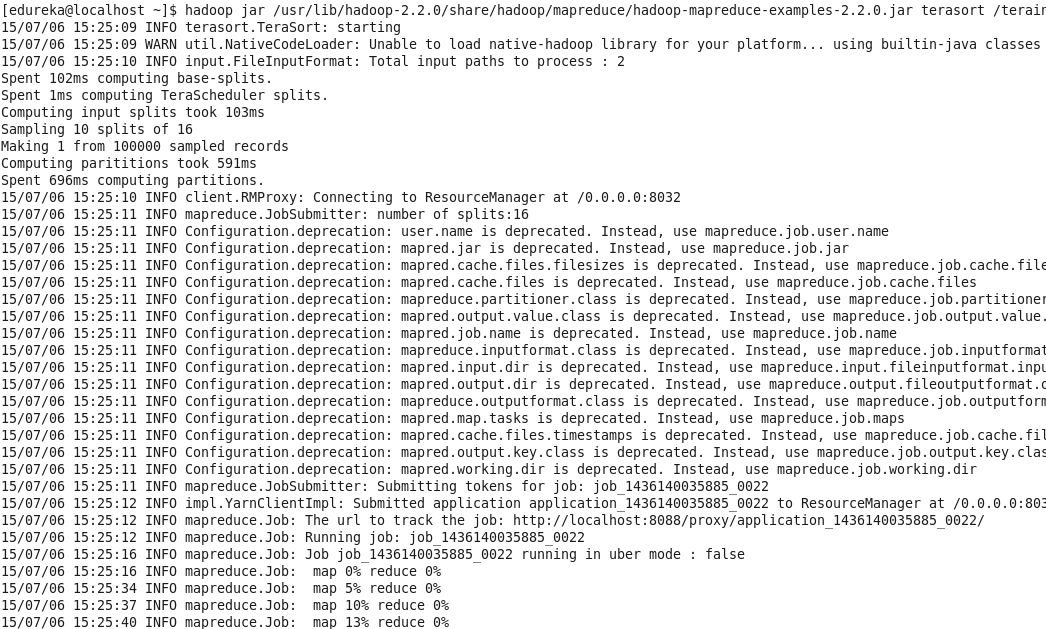 [edureka@localhost ~]$ hadoop jar /usr/lib/hadoop-2.2.0/share/hadoop/mapreduce/hadoop-mapreduce-examples-2.2.0.jar terasort /terain
15/07/06 15:25:09 INFO terasort.TeraSort: starting
15/07/06 15:25:09 WARN util.NativeCodeLoader: Unable to load native-hadoop library for your platform... using builtin-java classes
15/07/06 15:25:10 INFO input.FileInputFormat: Total input paths to process : 2
Spent 102ms computing base-splits.
Spent 1ms computing TeraScheduler splits.
Computing input splits took 103ms
Sampling 10 splits of 16
Making 1 from 100000 sampled records
Computing parititions took 591ms
Spent 696ms computing partitions.
15/07/06 15:25:10 INFO client.RMProxy: Connecting to ResourceManager at /0.0.0.0:8032
15/07/06 15:25:11 INFO mapreduce.JobSubmitter: number of splits:16
15/07/06 15:25:11 INFO Configuration.deprecation: user.name is deprecated. Instead, use mapreduce.job.user.name
15/07/06 15:25:11 INFO Configuration.deprecation: mapred.jar is deprecated. Instead, use mapreduce.job.jar
15/07/06 15:25:11 INFO Configuration.deprecation: mapred.cache.files.filesizes is deprecated. Instead, use mapreduce.job.cache.file
15/07/06 15:25:11 INFO Configuration.deprecation: mapred.cache.files is deprecated. Instead, use mapreduce.job.cache.files
15/07/06 15:25:11 INFO Configuration.deprecation: mapreduce.partitioner.class is deprecated. Instead, use mapreduce.job.partitioner
15/07/06 15:25:11 INFO Configuration.deprecation: mapred.output.value.class is deprecated. Instead, use mapreduce.job.output.value.
15/07/06 15:25:11 INFO Configuration.deprecation: mapred.job.name is deprecated. Instead, use mapreduce.job.name
15/07/06 15:25:11 INFO Configuration.deprecation: mapreduce.inputformat.class is deprecated. Instead, use mapreduce.job.inputformat
15/07/06 15:25:11 INFO Configuration.deprecation: mapred.input.dir is deprecated. Instead, use mapreduce.input.fileinputformat.inpu
15/07/06 15:25:11 INFO Configuration.deprecation: mapred.output.dir is deprecated. Instead, use mapreduce.output.fileoutputformat.o
15/07/06 15:25:11 INFO Configuration.deprecation: mapreduce.outputformat.class is deprecated. Instead, use mapreduce.job.outputform
15/07/06 15:25:11 INFO Configuration.deprecation: mapred.map.tasks is deprecated. Instead, use mapreduce.job.maps
15/07/06 15:25:11 INFO Configuration.deprecation: mapred.cache.files.timestamps is deprecated. Instead, use mapreduce.job.cache.fil
15/07/06 15:25:11 INFO Configuration.deprecation: mapred.output.key.class is deprecated. Instead, use mapreduce.job.output.key.clas
15/07/06 15:25:11 INFO Configuration.deprecation: mapred.working.dir is deprecated. Instead, use mapreduce.job.working.dir
15/07/06 15:25:11 INFO mapreduce.JobSubmitter: Submitting tokens for job: job_1436140035885_0022
15/07/06 15:25:12 INFO impl.YarnClientImpl: Submitted application application_1436140035885_0022 to ResourceManager at /0.0.0.0:803
15/07/06 15:25:12 INFO mapreduce.Job: The url to track the job: http://localhost:8088/proxy/application_1436140035885_0022/
15/07/06 15:25:12 INFO mapreduce.Job: Running job: job_1436140035885_0022
15/07/06 15:25:16 INFO mapreduce.Job: Job job_1436140035885_0022 running in uber mode : false
15/07/06 15:25:16 INFO mapreduce.Job:  map 0% reduce 0%
15/07/06 15:25:34 INFO mapreduce.Job:  map 5% reduce 0%
15/07/06 15:25:37 INFO mapreduce.Job:  map 10% reduce 0%
15/07/06 15:25:40 INFO mapreduce.Job:  map 13% reduce 0%